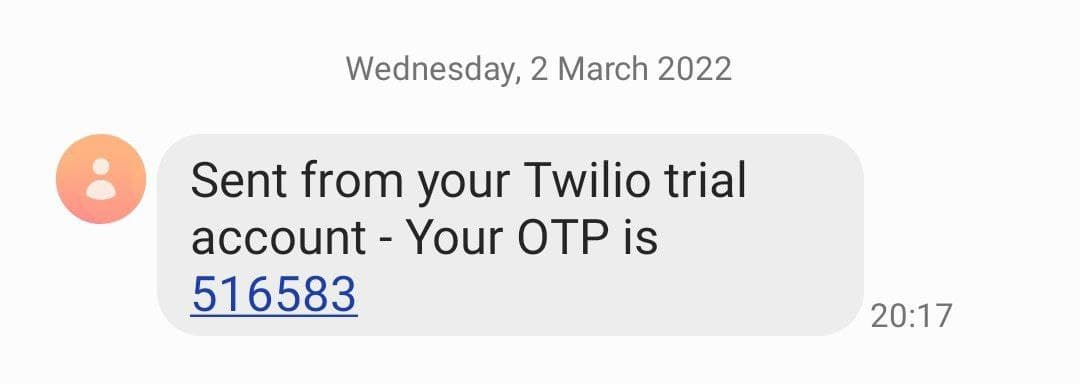 Wednesday, 2 March 2022
Sent from your Twilio trial
account - Your OTP is
516583
20:17